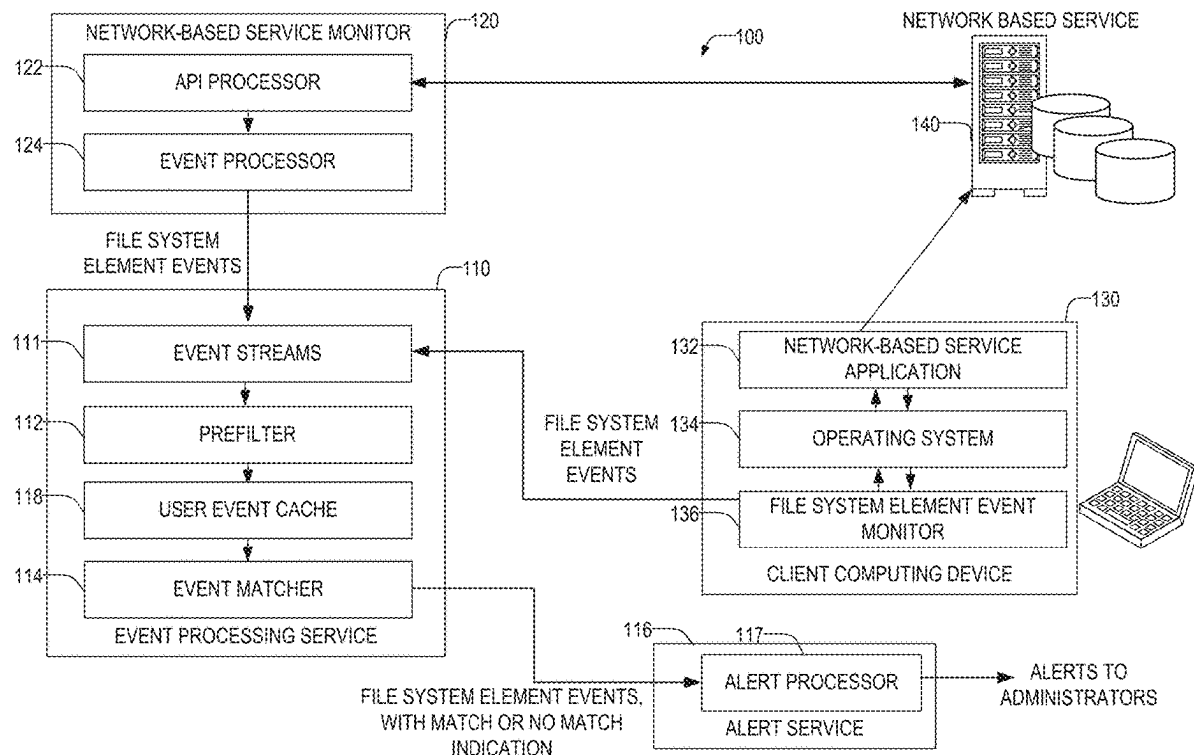 NETWORK-BASED SERVICE MONITOR
120
122
API PROCESSOR
124
EVENT PROCESSOR
100
NETWORK BASED SERVICE
140
FILE SYSTEM
ELEMENT EVENTS
110
111
EVENT STREAMS
112
PREFILTER
118
USER EVENT CACHE
114
EVENT MATCHER
EVENT PROCESSING SERVICE
FILE SYSTEM
ELEMENT
EVENTS
130
132
NETWORK-BASED SERVICE
APPLICATION
134
OPERATING SYSTEM
136
FILE SYSTEM ELEMENT EVENT
MONITOR
CLIENT COMPUTING DEVICE
116
117
ALERT PROCESSOR
ALERT SERVICE
ALERTS TO
ADMINISTRATORS
FILE SYSTEM ELEMENT EVENTS,
WITH MATCH OR NO MATCH
INDICATION